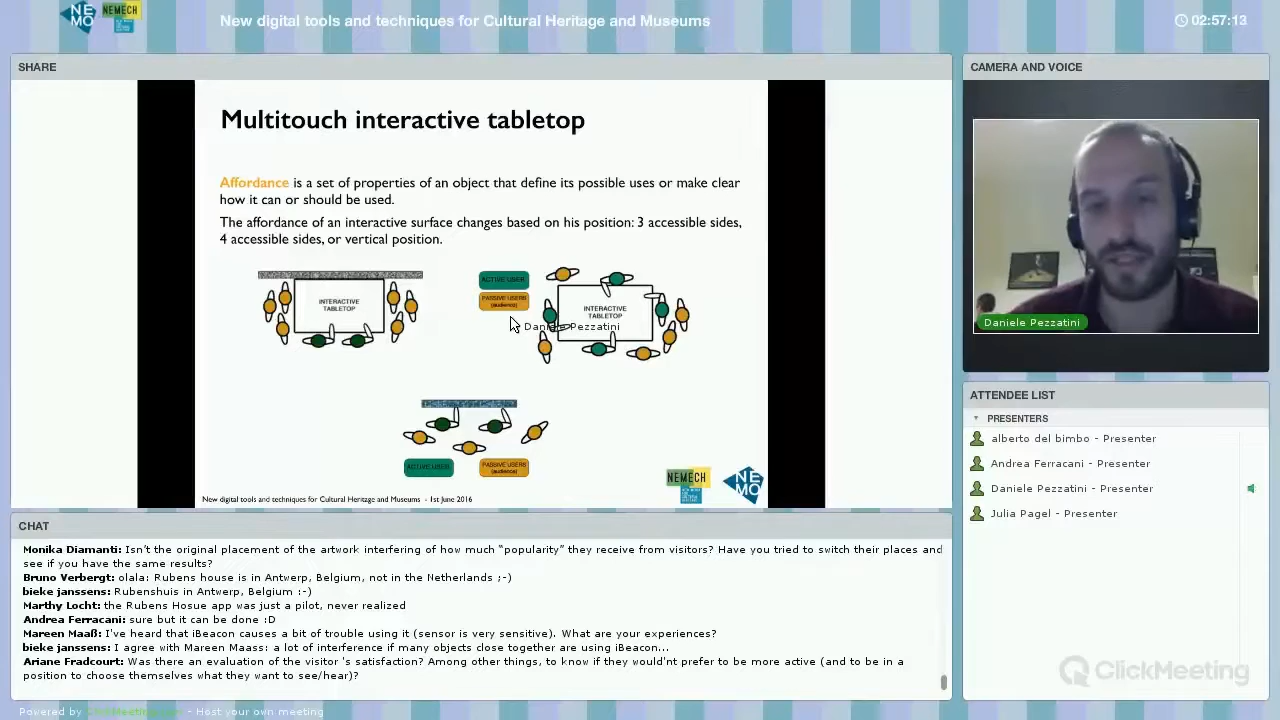 NE
MO
NEMECH
New digital tools and techniques for Cultural Heritage and Museums
02:57:13
SHARE
Multitouch interactive tabletop
Affordance is a set of properties of an object that define its possible uses or make clear
how it can or should be used.
The affordance of an interactive surface changes based on his position: 3 accessible sides,
4 accessible sides, or vertical position.
INTERACTIVE
TABLETOP
ACTIVE USER
PASSIVE USERS
(audience)
INTERACTIVE
TABLETOP
Daniele Pezzatini
ACTIVE USER
PASSIVE USERS
(audience)
NEMECH
NE
MO
New digital tools and techniques for Cultural Heritage and Museums - 1st June 2016
CAMERA AND VOICE
Daniele Pezzatini
ATTENDEE LIST
PRESENTERS
alberto del bimbo - Presenter
Andrea Ferracani - Presenter
Daniele Pezzatini - Presenter
Julia Pagel - Presenter
CHAT
Monika Diamanti: Isn't the original placement of the artwork interfering of how much "popularity" they receive from visitors? Have you tried to switch their places and
see if you have the same results?
Bruno Verbergt: olala: Rubens house is in Antwerp, Belgium, not in the Netherlands ;-)
bieke janssens: Rubenshuis in Antwerp, Belgium :-)
Marthy Locht: the Rubens Hosue app was just a pilot, never realized
Andrea Ferracani: sure but it can be done :D
Mareen Maaß: I've heard that iBeacon causes a bit of trouble using it (sensor is very sensitive). What are your experiences?
bieke janssens: I agree with Mareen Maass: a lot of interference if many objects close together are using iBeacon...
Ariane Fradcourt: Was there an evaluation of the visitor 's satisfaction? Among other things, to know if they would'nt prefer to be more active (and to be in a
position to choose themselves what they want to see/hear)?
ClickMeeting
Powered by ClickMeeting.com - Host your own meeting